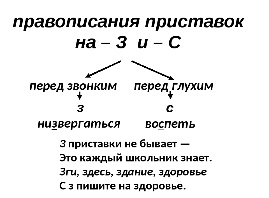 правописания приставок
на – З и – С
перед звонким перед глухим
з с
низвергаться воспеть
З приставки не бывает —
Это каждый школьник знает.
Зги, здесь, здание, здоровье
С з пишите на здоровье.